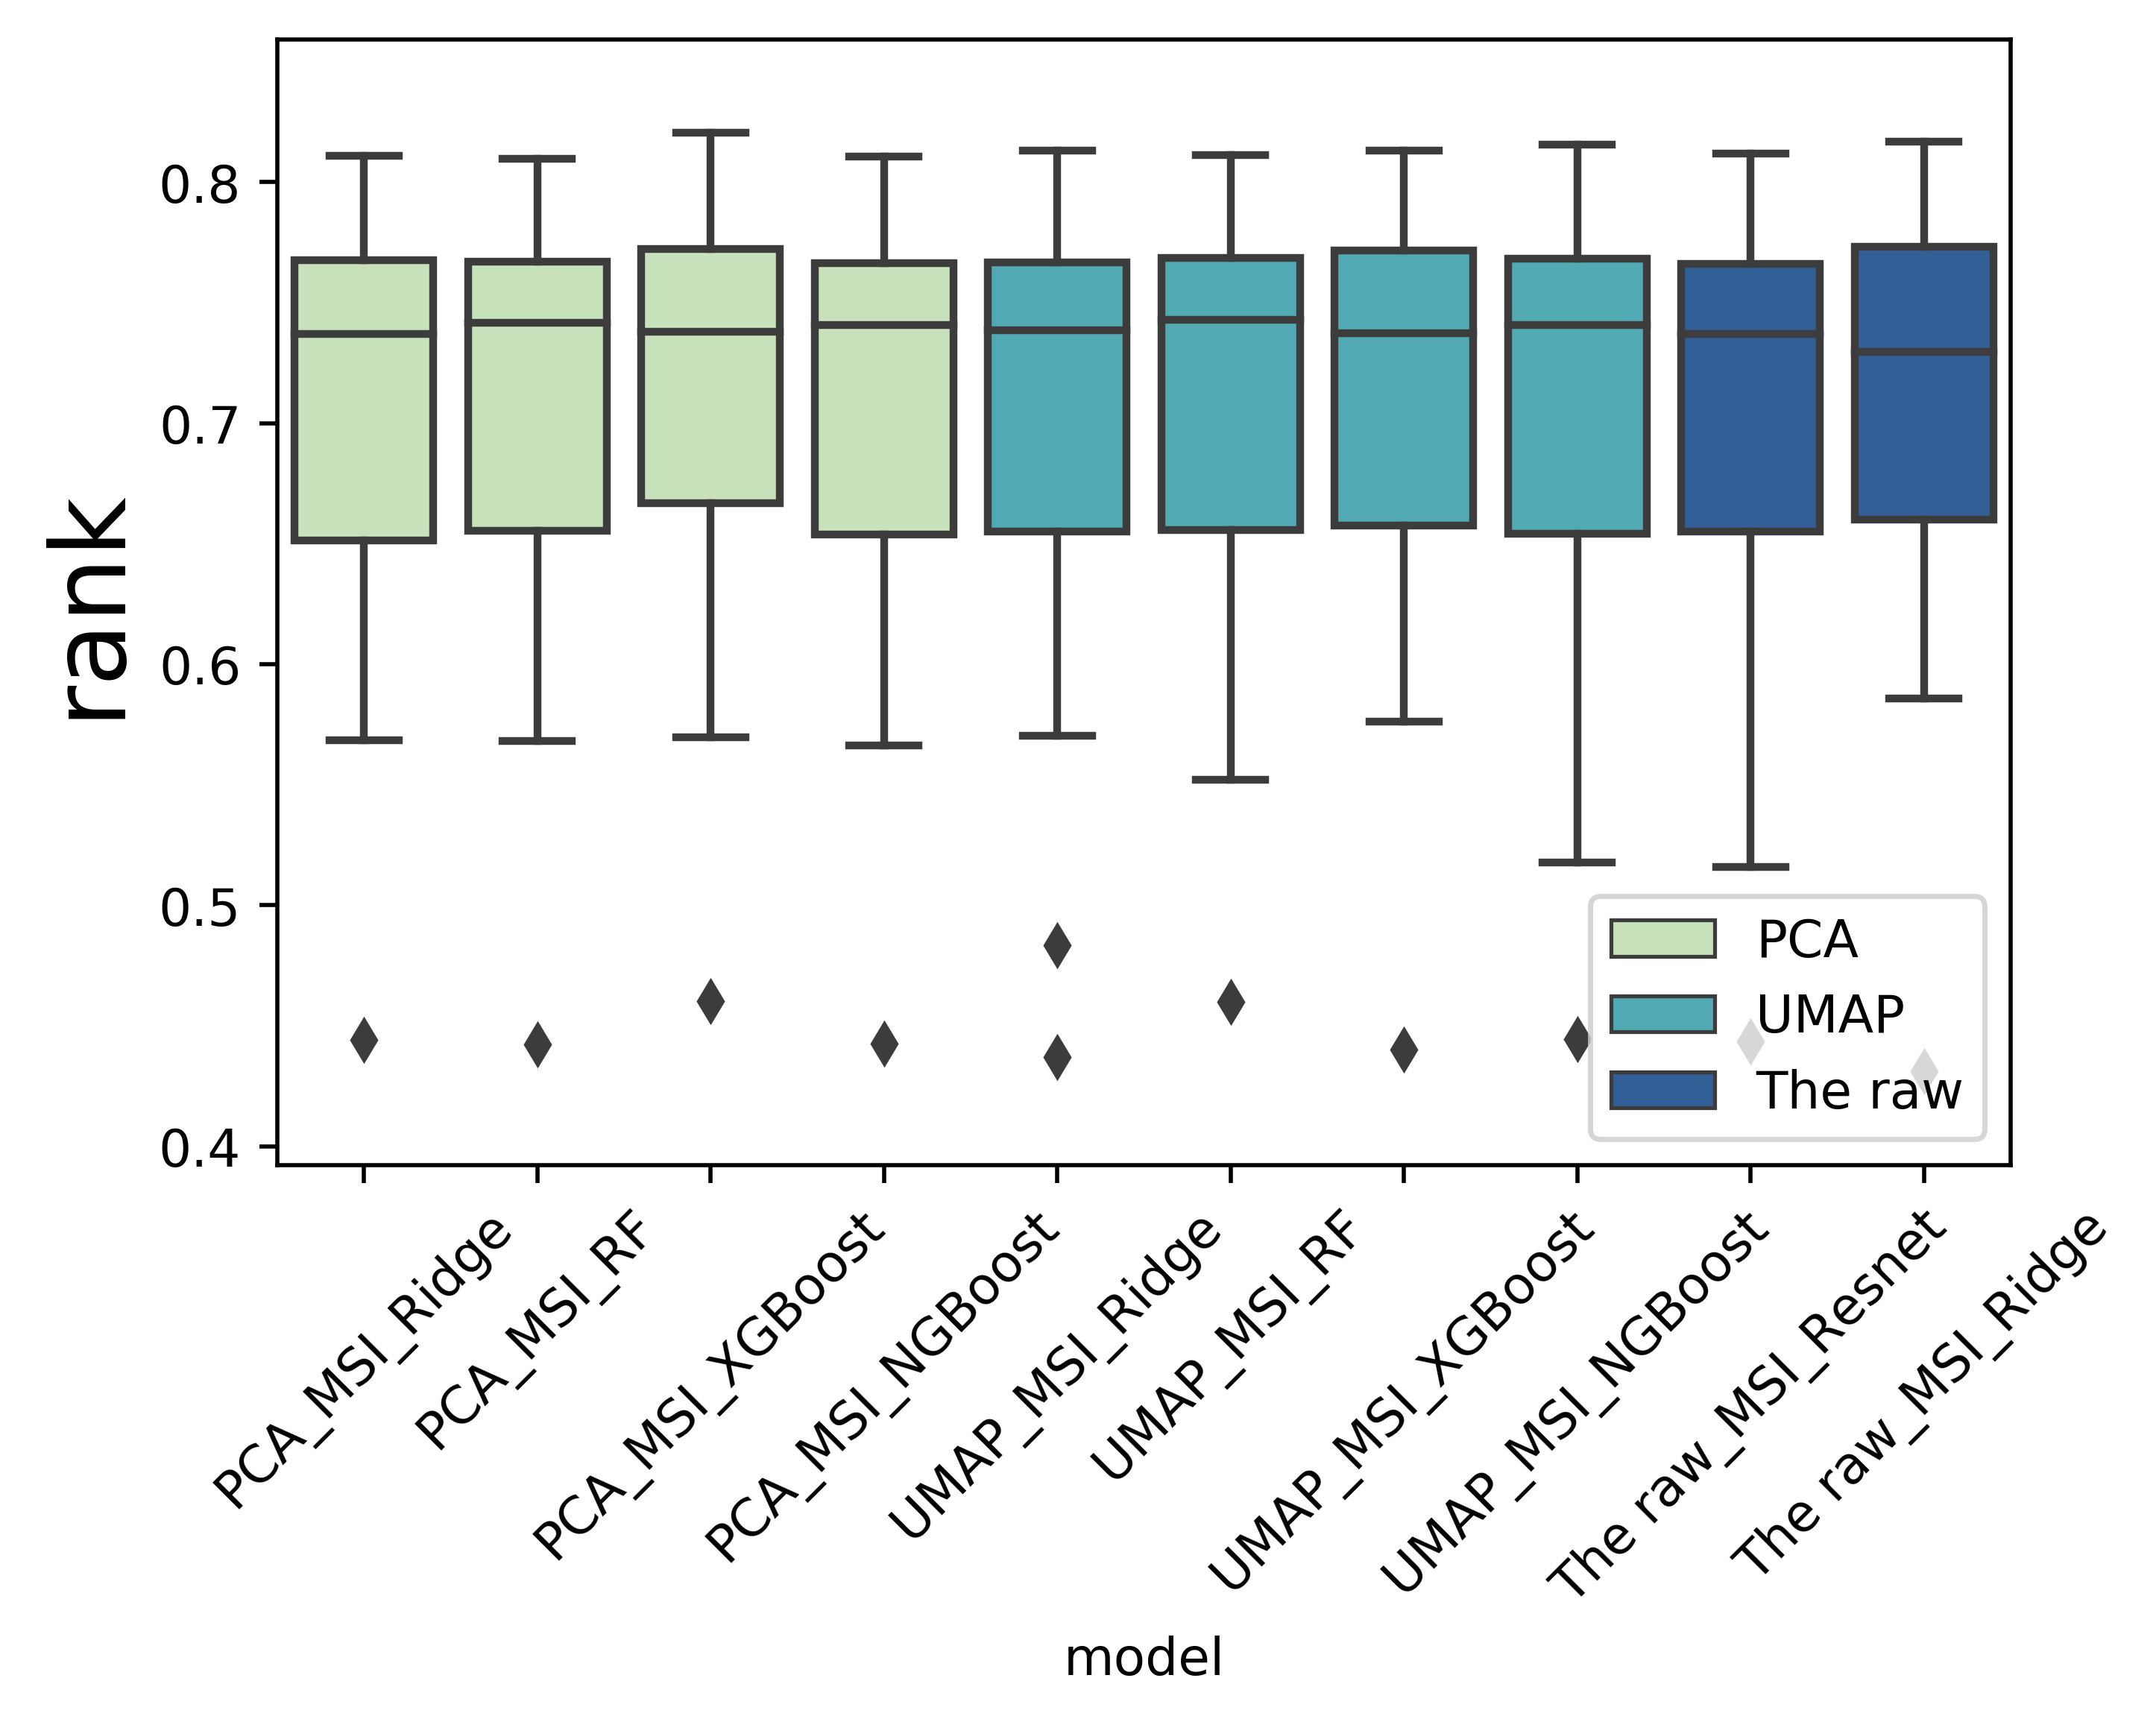 rank
0.8
0.7
0.6
0.5
0.4
PCA
UMAP
The raw
PCA_MSI_Ridge
PCA_MSI_RF
PCA_MSI_XGBoost
PCA_MSI_NGBoost
UMAP_MSI_Ridge
UMAP_MSI_RF
UMAP_MSI_XGBoost
UMAP_MSI_NGBoost
The raw_MSI_Resnet
The raw_MSI_Ridge
model